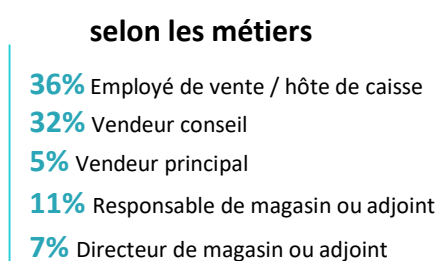 selon les métiers
36% Employé de vente / hôte de caisse
32% Vendeur conseil
5% Vendeur principal
11% Responsable de magasin ou adjoint
7% Directeur de magasin ou adjoint